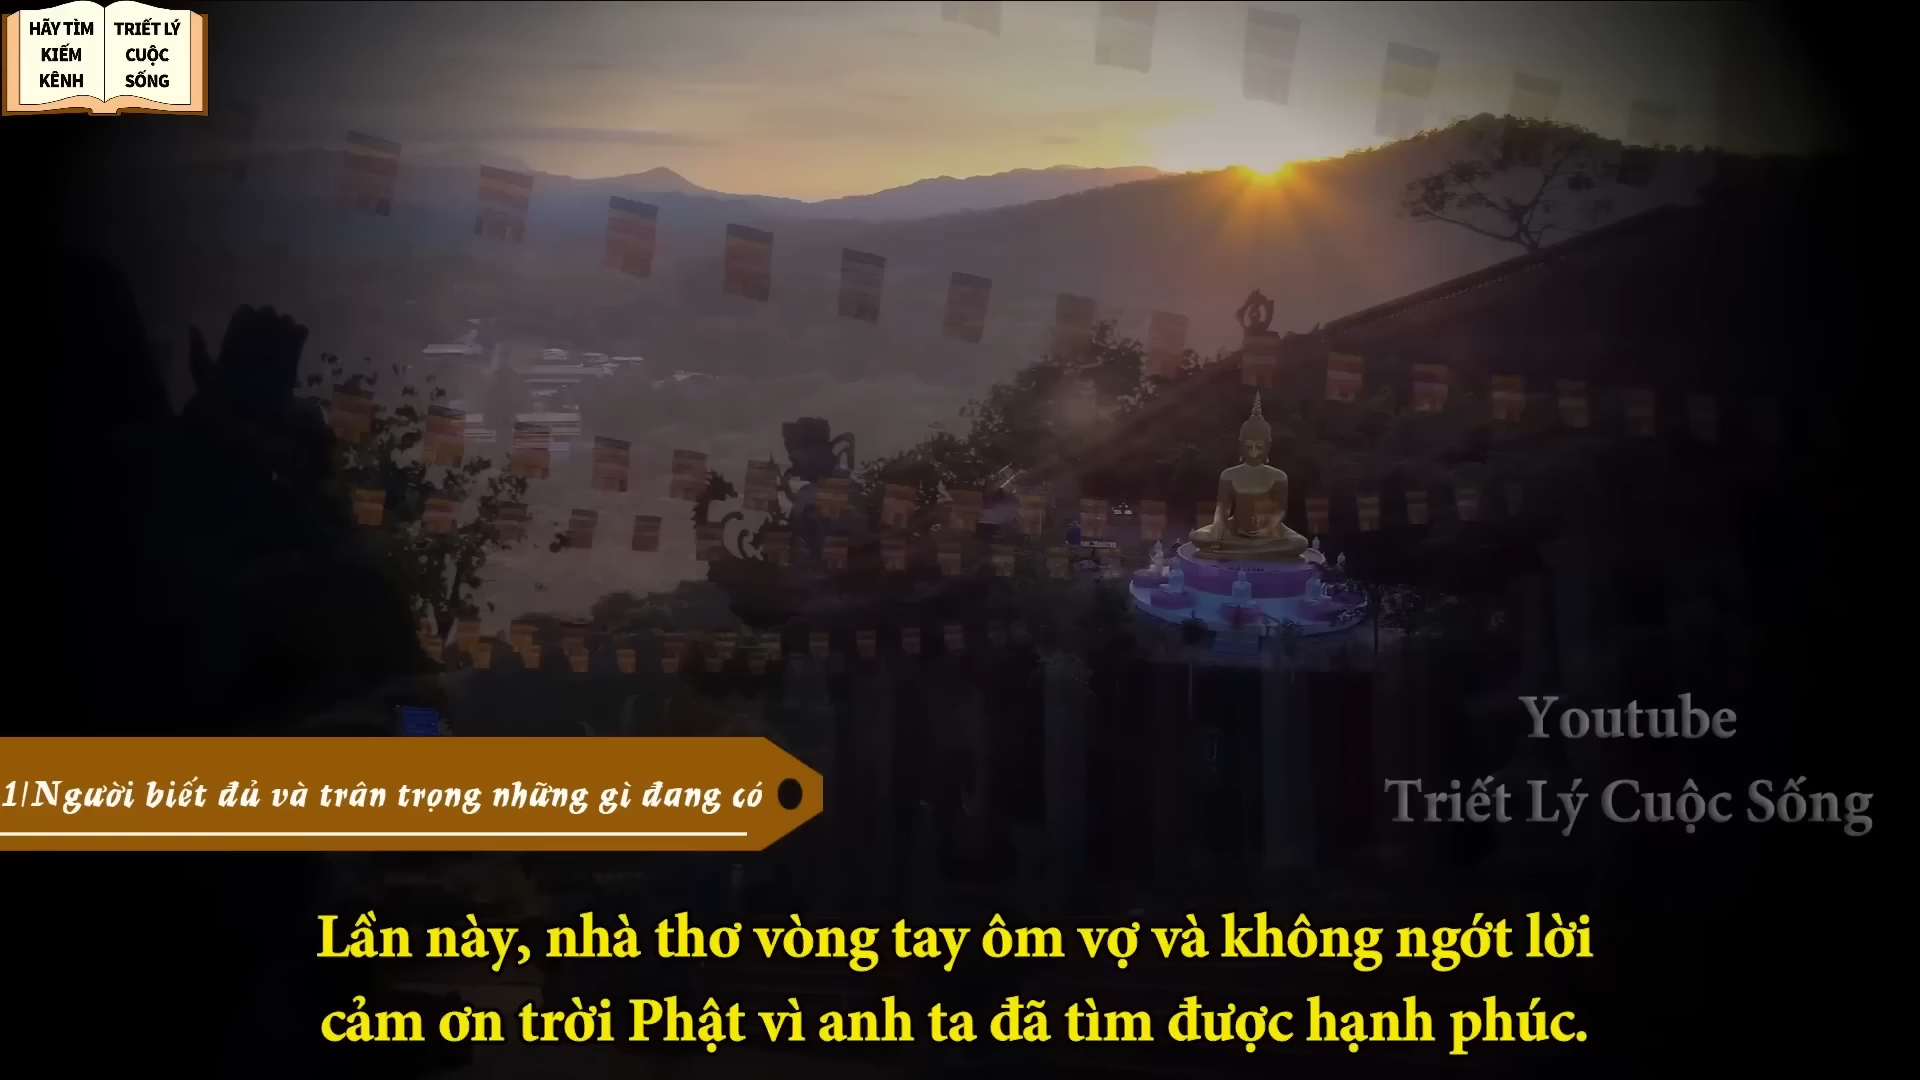 HÃY TÌM
KIẾM
KÊNH
TRIẾT LÝ
CUỘC
SỐNG
Youtube
Triết Lý Cuộc Sống
1/Người biết đủ và trân trọng những gì đang có
Lần này, nhà thơ vòng tay ôm vợ và không ngớt lời
cảm ơn trời Phật vì anh ta đã tìm được hạnh phúc.